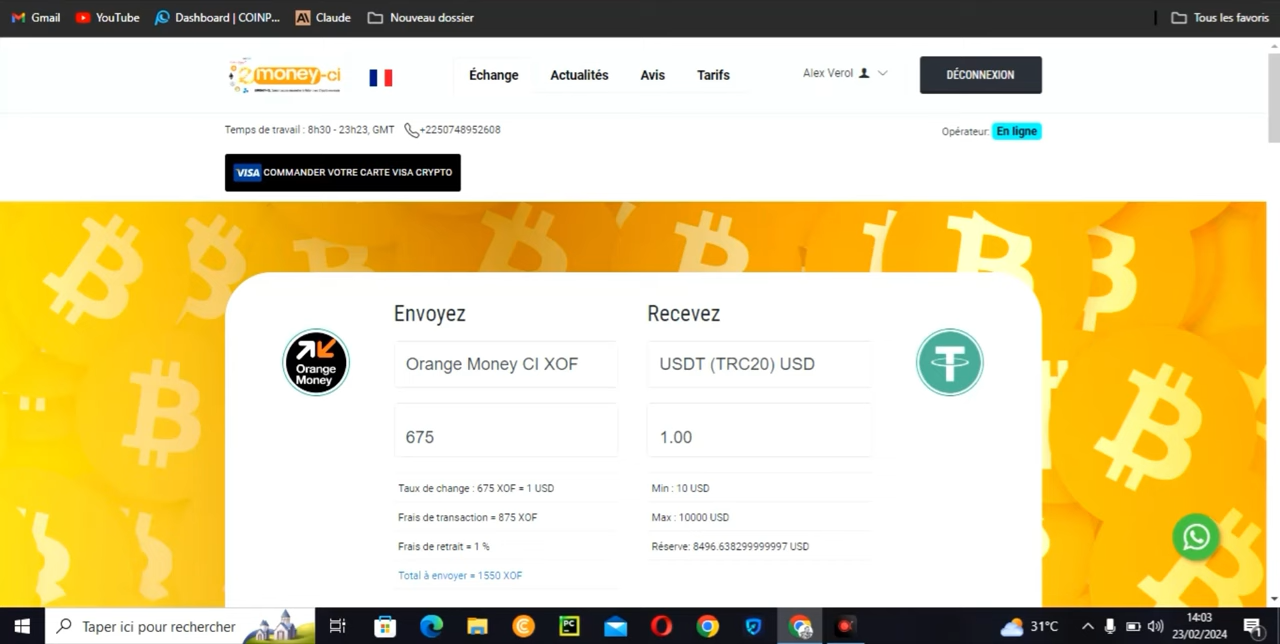 Gmail
YouTube
Dashboard | COINP...
Claude
Nouveau dossier
Tous les favoris
money-ci
Échange
Actualités
Avis
Tarifs
Alex Verol
DÉCONNEXION
Temps de travail : 8h30 - 23h23, GMT
+2250748952608
Opérateur: En ligne
VISA COMMANDER VOTRE CARTE VISA CRYPTO
Envoyez
Recevez
Orange Money
Orange Money CI XOF
USDT (TRC20) USD
675
1.00
Taux de change : 675 XOF = 1 USD
Min : 10 USD
Frais de transaction = 875 XOF
Max : 10000 USD
Frais de retrait = 1 %
Réserve: 8496.638299999997 USD
Total à envoyer = 1550 XOF
Taper ici pour rechercher
PC
31°C
14:03
23/02/2024
1